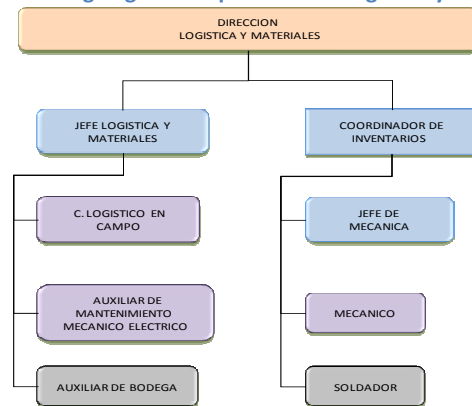 DIRECCION
LOGISTICA Y MATERIALES
JEFE LOGISTICA Y
MATERIALES
COORDINADOR DE
INVENTARIOS
C. LOGISTICO EN
CAMPO
JEFE DE
MECANICA
AUXILIAR DE
MANTENIMIENTO
MECANICO ELECTRICO
MECANICO
AUXILIAR DE BODEGA
SOLDADOR